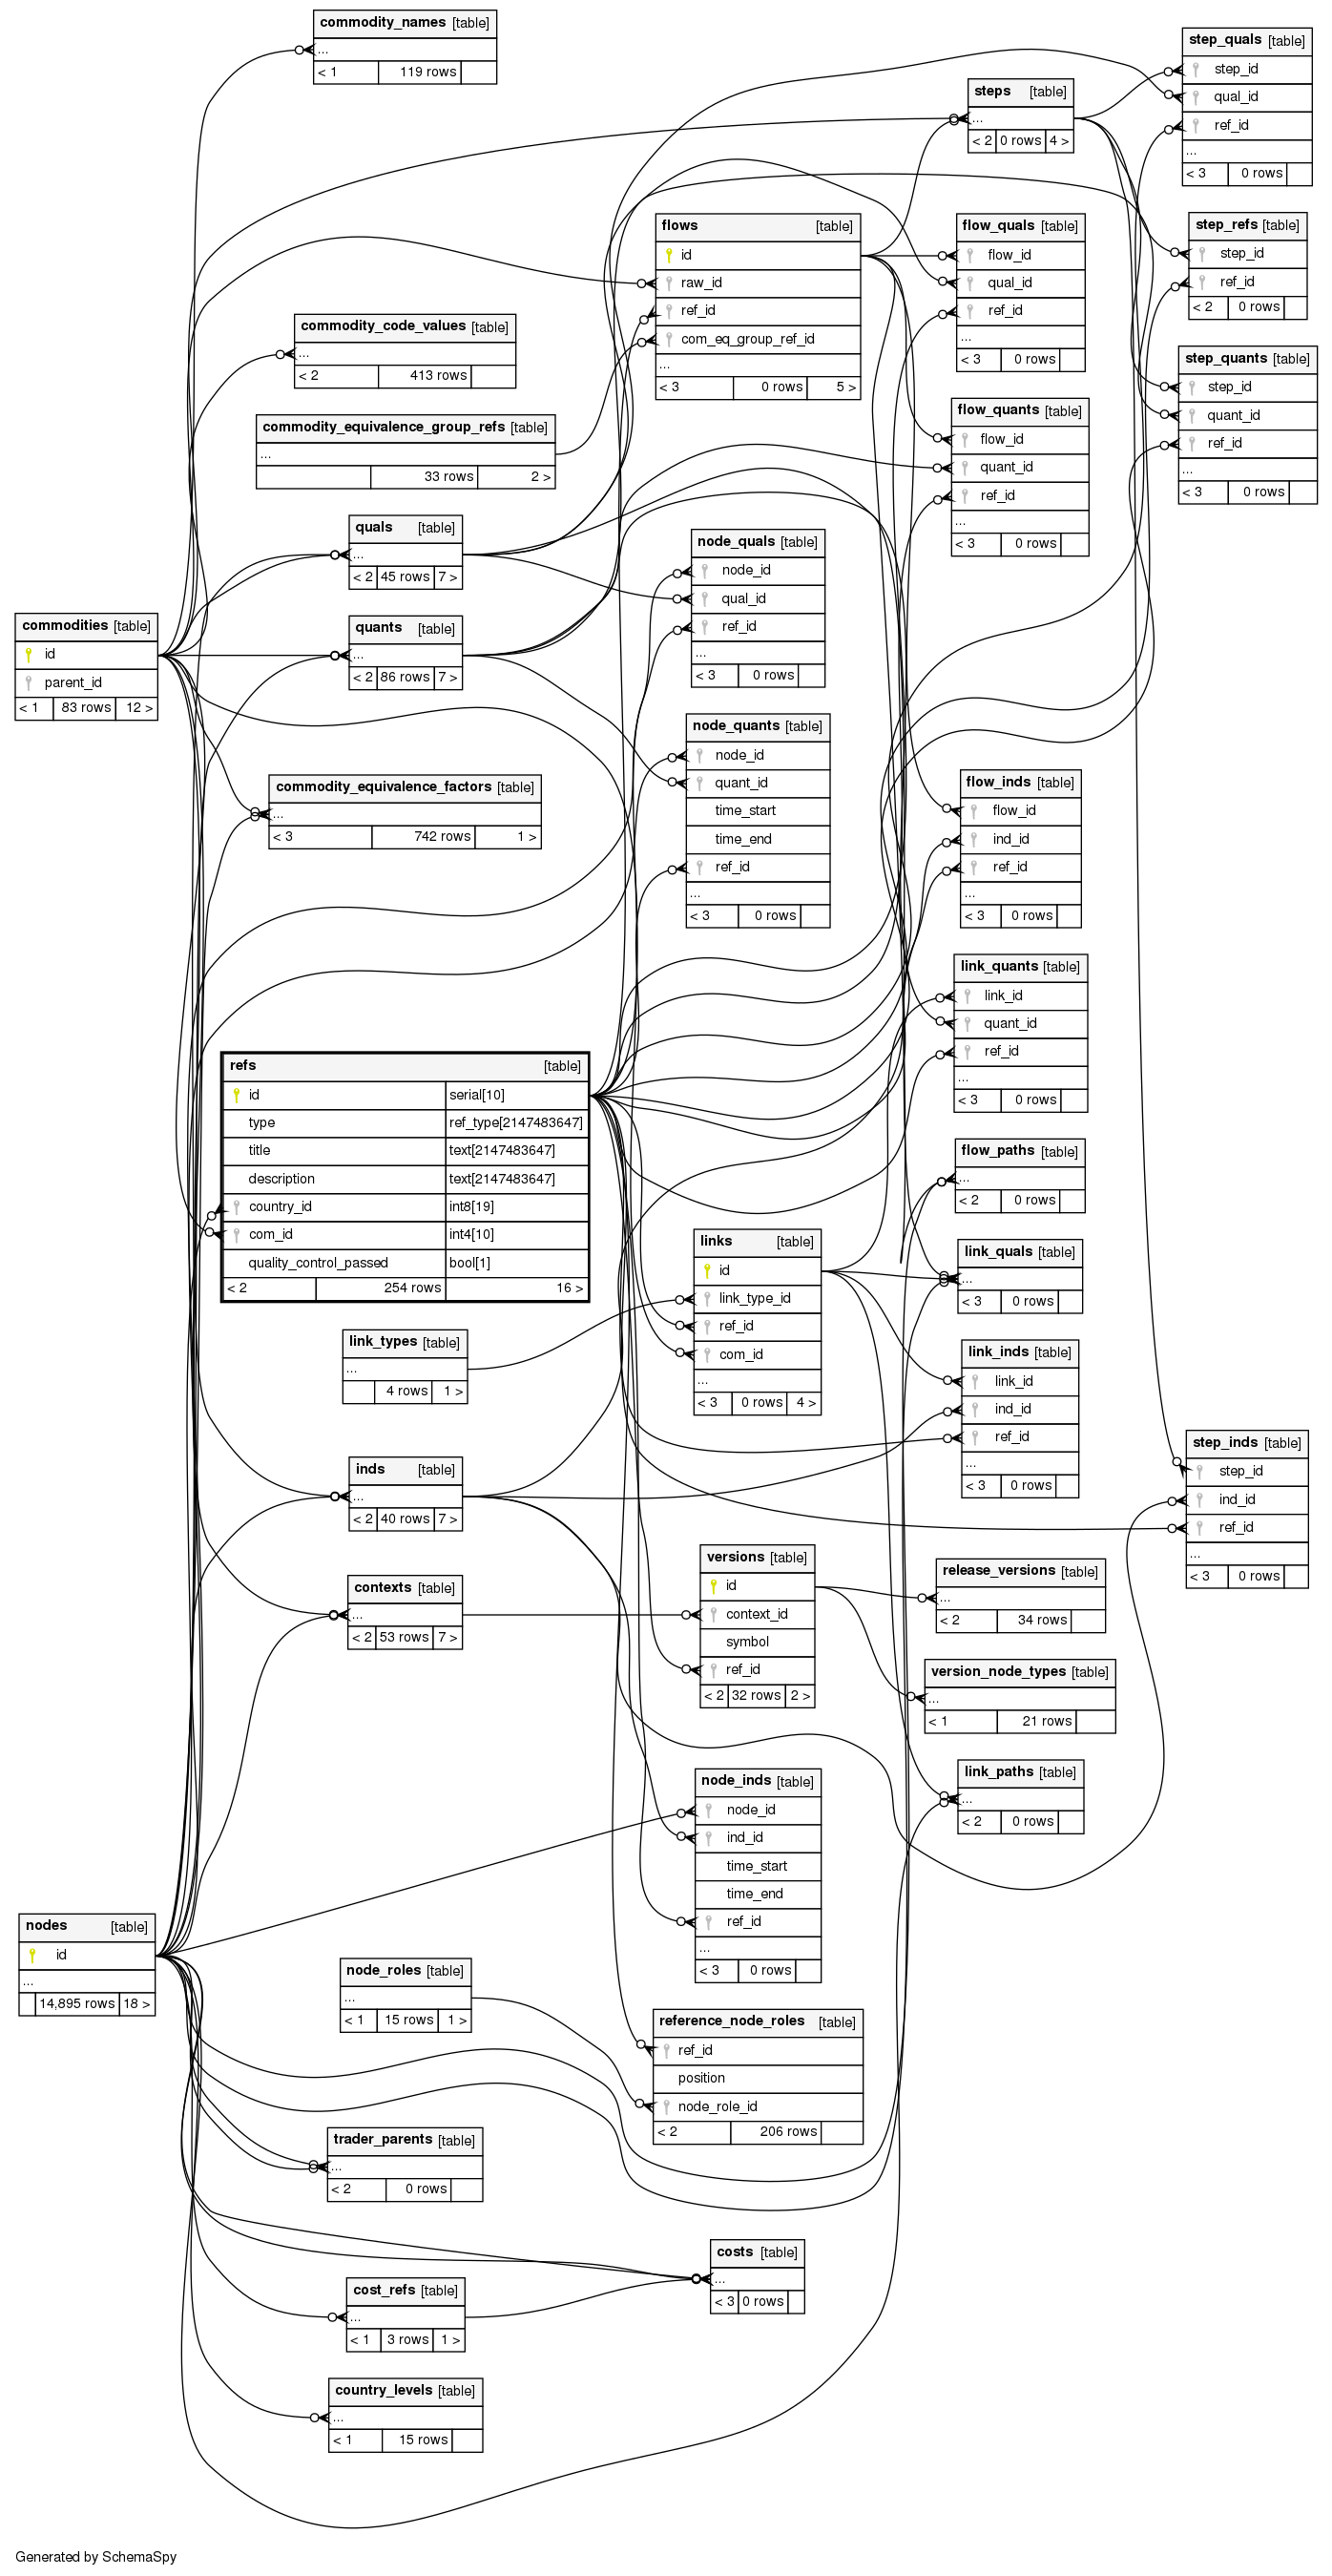 commodity_names [table]
...
< 1 119 rows
step_quals [table]
step_id
qual_id
ref_id
...
< 3 0 rows
steps [table]
...
< 2 0 rows 4 >
flows [table]
id
raw_id
ref_id
com_eq_group_ref_id
...
< 3 0 rows 5 >
flow_quals [table]
flow_id
qual_id
ref_id
...
< 3 0 rows
step_refs [table]
step_id
ref_id
< 2 0 rows
commodity_code_values [table]
...
< 2 413 rows
step_quants [table]
step_id
quant_id
ref_id
...
< 3 0 rows
commodity_equivalence_group_refs [table]
...
33 rows 2 >
flow_quants [table]
flow_id
quant_id
ref_id
...
< 3 0 rows
quals [table]
...
< 2 45 rows 7 >
node_quals [table]
node_id
qual_id
ref_id
...
< 3 0 rows
commodities [table]
id
parent_id
< 1 83 rows 12 >
quants [table]
...
< 2 86 rows 7 >
node_quants [table]
node_id
quant_id
time_start
time_end
ref_id
...
< 3 0 rows
commodity_equivalence_factors [table]
...
< 3 742 rows 1 >
flow_inds [table]
flow_id
ind_id
ref_id
...
< 3 0 rows
link_quants [table]
link_id
quant_id
ref_id
...
< 3 0 rows
refs [table]
id serial[10]
type ref_type[2147483647]
title text[2147483647]
description text[2147483647]
country_id int8[19]
com_id int4[10]
quality_control_passed bool[1]
< 2 254 rows 16 >
flow_paths [table]
...
< 2 0 rows
links [table]
id
link_type_id
ref_id
com_id
...
< 3 0 rows 4 >
link_quals [table]
...
< 3 0 rows
link_types [table]
...
4 rows 1 >
link_inds [table]
link_id
ind_id
ref_id
...
< 3 0 rows
step_inds [table]
step_id
ind_id
ref_id
...
< 3 0 rows
inds [table]
...
< 2 40 rows 7 >
versions [table]
id
context_id
symbol
ref_id
< 2 32 rows 2 >
release_versions [table]
...
< 2 34 rows
contexts [table]
...
< 2 53 rows 7 >
version_node_types [table]
...
< 1 21 rows
link_paths [table]
...
< 2 0 rows
node_inds [table]
node_id
ind_id
time_start
time_end
ref_id
...
< 3 0 rows
nodes [table]
id
...
14,895 rows 18 >
node_roles [table]
...
< 1 15 rows 1 >
reference_node_roles [table]
ref_id
position
node_role_id
< 2 206 rows
trader_parents [table]
...
< 2 0 rows
costs [table]
...
< 3 0 rows
cost_refs [table]
...
< 1 3 rows 1 >
country_levels [table]
...
< 1 15 rows
Generated by SchemaSpy